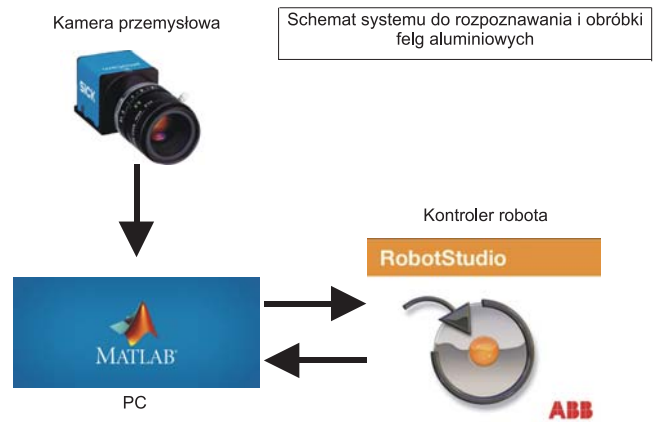 Kamera przemysłowa
Schemat systemu do rozpoznawania i obróbki
felg aluminiowych
SICK
Kontroler robota
RobotStudio
MATLAB
PC
ABB